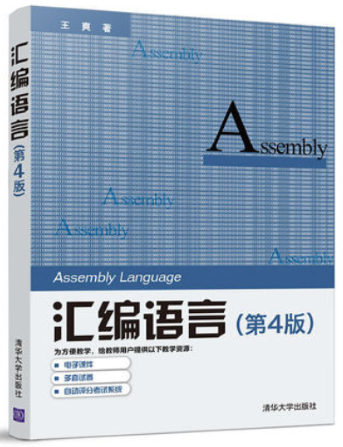 王 爽 著
Assembly
Assembly
Assembly
Assembly
Assembly
Assembly Language
汇编语言(第4版)
为方便教学，给教师用户提供以下教学资源：
电子课件
多套试卷
自动评分考试系统
清华大学出版社
汇编语言(第4版)
清华大学出版社